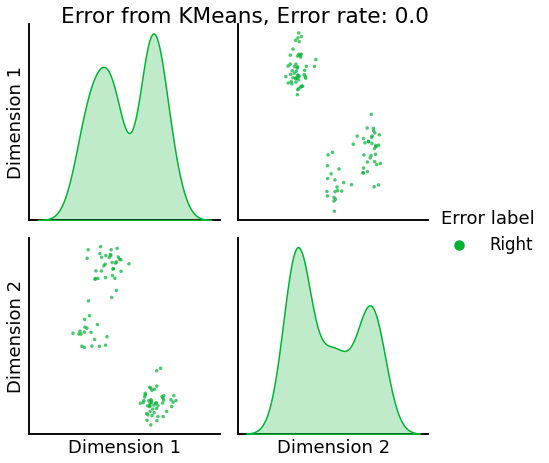 Error from KMeans, Error rate: 0.0
Dimension 1
Error label
Right
Dimension 2
Dimension 1
Dimension 2